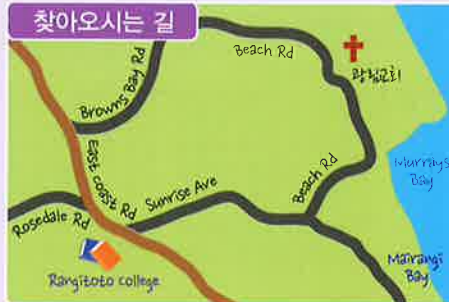 찾아오시는 길
Beach Rd
광림교회
Browns Bay Rd
East coast Rd
Murrays
Bay
Beach Rd
Sunrise Ave
Rosedale Rd
Mairangi
Bay
Rangitoto college